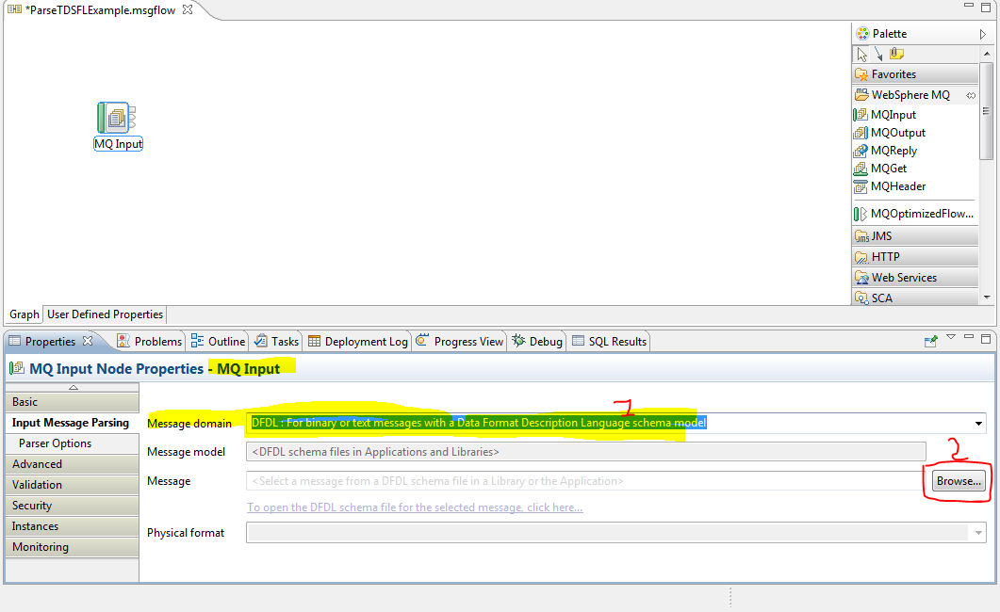 *ParseTDSFLExample.msgflow
Palette
Favorites
WebSphere MQ
MQInput
MQOutput
MQReply
MQGet
MQHeader
MQOptimizedFlow...
JMS
HTTP
Web Services
SCA
MQ Input
Graph
User Defined Properties
Properties
Problems
Outline
Tasks
Deployment Log
Progress View
Debug
SQL Results
MQ Input Node Properties - MQ Input
Basic
Input Message Parsing
Parser Options
Advanced
Validation
Security
Instances
Monitoring
1
Message domain DFDL : For binary or text messages with a Data Format Description Language schema model
Message model <DFDL schema files in Applications and Libraries>
2
Message <Select a message from a DFDL schema file in a Library or the Application> Browse...
To open the DFDL schema file for the selected message, click here...
Physical format